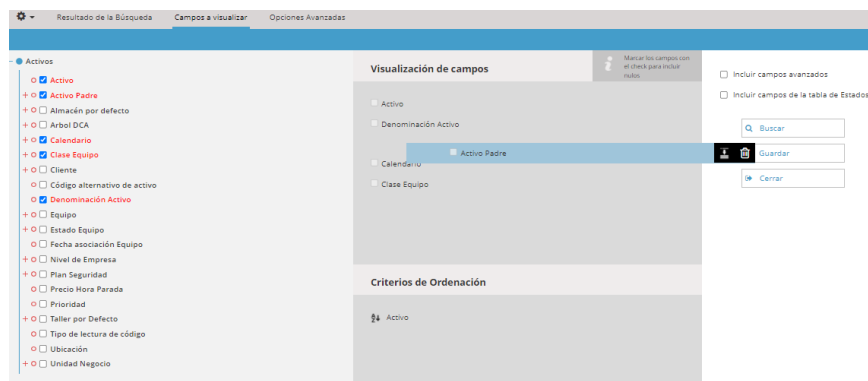 Resultado de la Búsqueda
Campos a visualizar
Opciones Avanzadas
Activos
Activo
Activo Padre
Almacén por defecto
Arbol DCA
Calendario
Clase Equipo
Cliente
Código alternativo de activo
Denominación Activo
Equipo
Estado Equipo
Fecha asociación Equipo
Nivel de Empresa
Plan Seguridad
Precio Hora Parada
Prioridad
Taller por Defecto
Tipo de lectura de código
Ubicación
Unidad Negocio
Visualización de campos
Marcar los campos con
el check para incluir
nulos
Activo
Denominación Activo
Activo Padre
Calendario
Clase Equipo
Criterios de Ordenación
Activo
Incluir campos avanzados
Incluir campos de la tabla de Estados
Buscar
Guardar
Cerrar